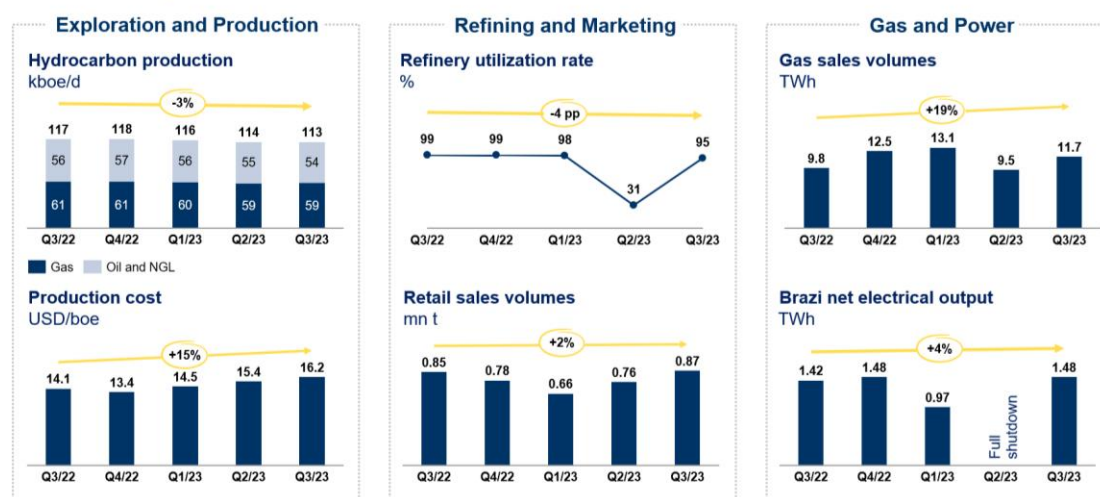 Exploration and Production
Hydrocarbon production
kboe/d
-3%
117 118 116 114 113
56 57 56 55 54
61 61 60 59 59
Q3/22 Q4/22 Q1/23 Q2/23 Q3/23
Gas Oil and NGL
Production cost
USD/boe
+15%
14.1 13.4 14.5 15.4 16.2
Q3/22 Q4/22 Q1/23 Q2/23 Q3/23
Refining and Marketing
Refinery utilization rate
%
-4 pp
99 99 98 31 95
Q3/22 Q4/22 Q1/23 Q2/23 Q3/23
Retail sales volumes
mn t
+2%
0.85 0.78 0.66 0.76 0.87
Q3/22 Q4/22 Q1/23 Q2/23 Q3/23
Gas and Power
Gas sales volumes
TWh
+19%
9.8 12.5 13.1 9.5 11.7
Q3/22 Q4/22 Q1/23 Q2/23 Q3/23
Brazi net electrical output
TWh
+4%
1.42 1.48 0.97 1.48
Full
shutdown
Q3/22 Q4/22 Q1/23 Q2/23 Q3/23